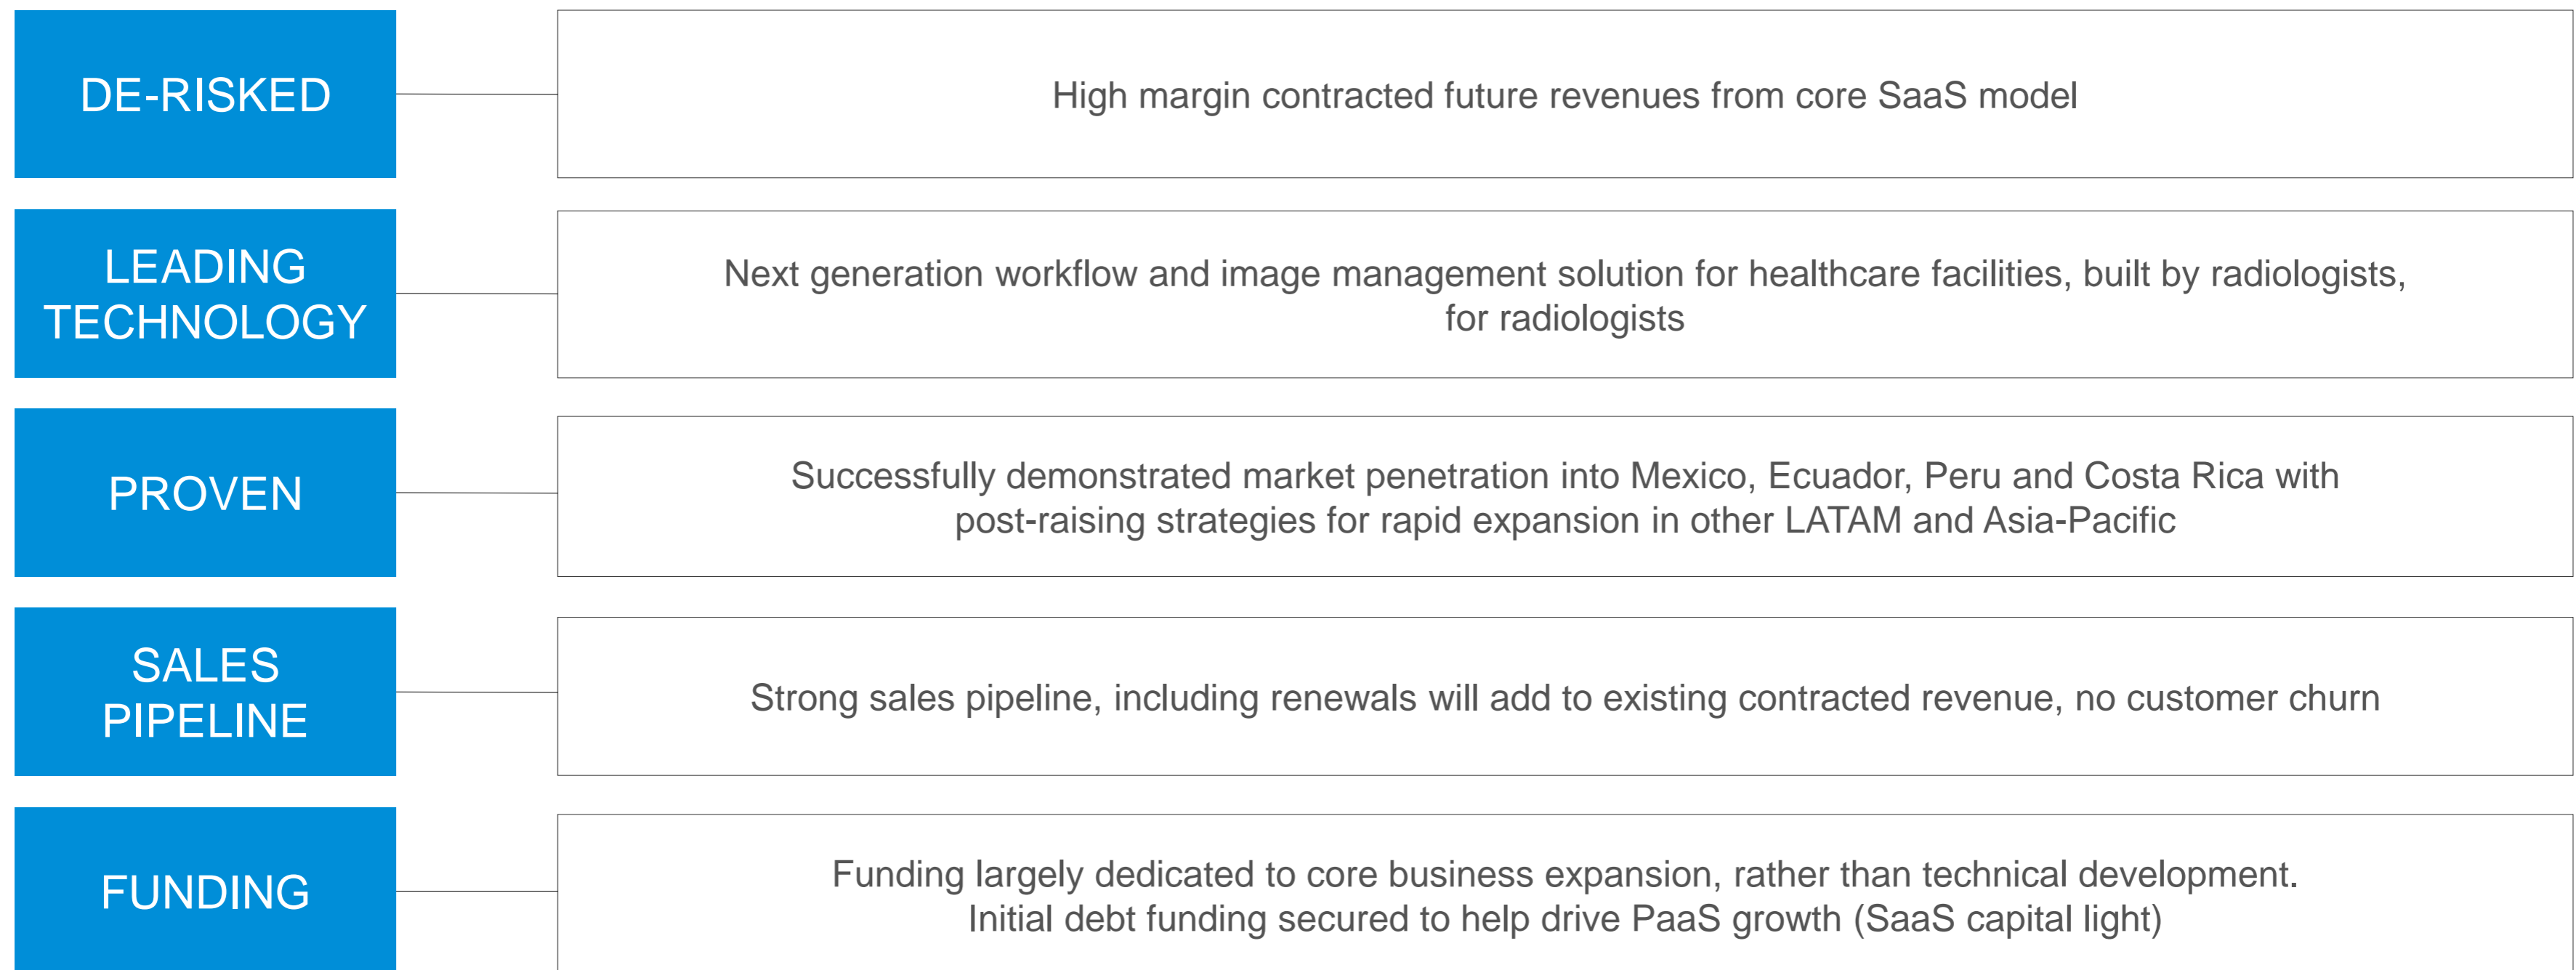 DE-RISKED
High margin contracted future revenues from core SaaS model
LEADING
TECHNOLOGY
Next generation workflow and image management solution for healthcare facilities, built by radiologists,
for radiologists
PROVEN
Successfully demonstrated market penetration into Mexico, Ecuador, Peru and Costa Rica with
post-raising strategies for rapid expansion in other LATAM and Asia-Pacific
SALES
PIPELINE
Strong sales pipeline, including renewals will add to existing contracted revenue, no customer churn
FUNDING
Funding largely dedicated to core business expansion, rather than technical development.
Initial debt funding secured to help drive PaaS growth (SaaS capital light)